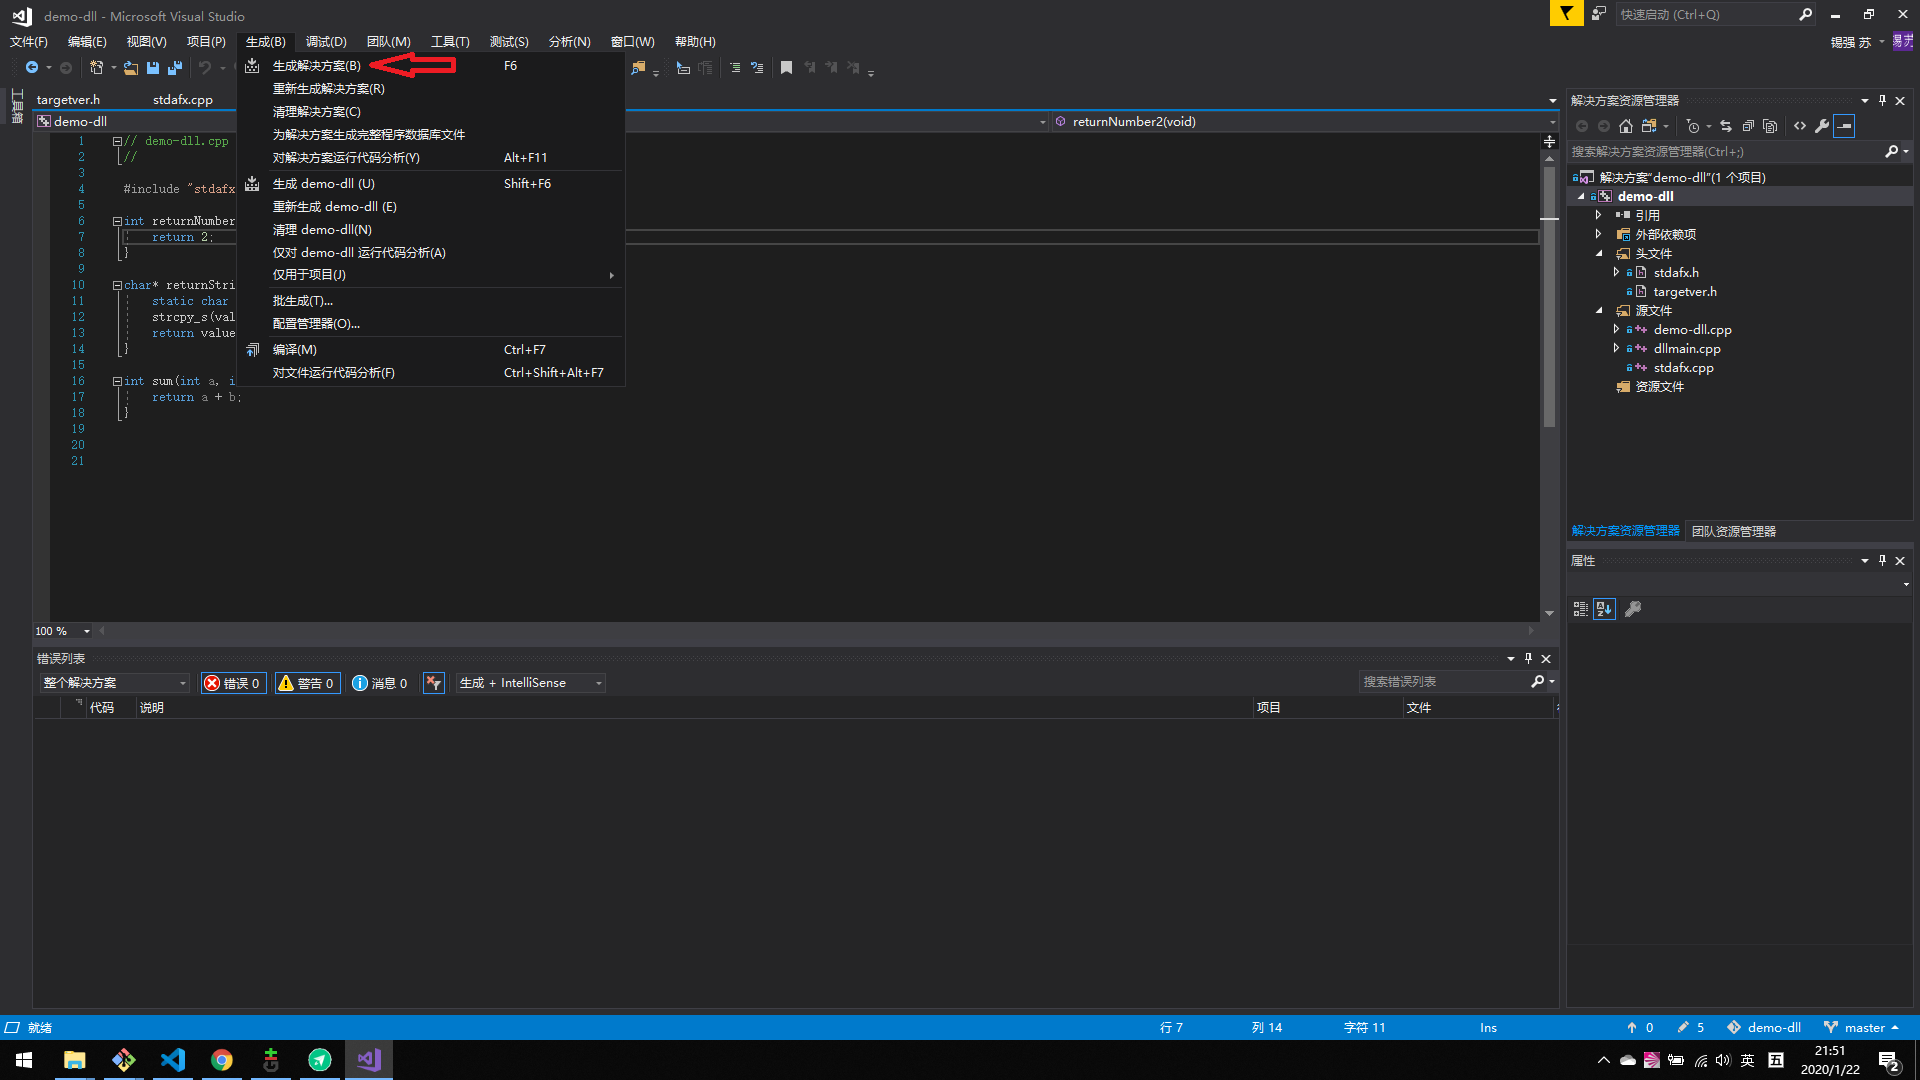 demo-dll - Microsoft Visual Studio
快速启动 (Ctrl+Q)
文件(F) 编辑(E) 视图(V) 项目(P) 生成(B) 调试(D) 团队(M) 工具(T) 测试(S) 分析(N) 窗口(W) 帮助(H)
锡强 苏
锡苏
生成解决方案(B) F6
重新生成解决方案(R)
清理解决方案(C)
为解决方案生成完整程序数据库文件
对解决方案运行代码分析(Y) Alt+F11
生成 demo-dll (U) Shift+F6
重新生成 demo-dll (E)
清理 demo-dll(N)
仅对 demo-dll 运行代码分析(A)
仅用于项目(J)
批生成(T)...
配置管理器(O)...
编译(M) Ctrl+F7
对文件运行代码分析(F) Ctrl+Shift+Alt+F7
工具箱
targetver.h stdafx.cpp
demo-dll
returnNumber2(void)
1 // demo-dll.cpp
2 //
3
4 #include "stdafx
5
6 int returnNumber
7 return 2;
8 }
9
10 char* returnStri
11 static char
12 strcpy_s(val
13 return value
14 }
15
16 int sum(int a, i
17 return a + b;
18 }
19
20
21
100 %
解决方案资源管理器
搜索解决方案资源管理器(Ctrl+;)
解决方案"demo-dll"(1 个项目)
demo-dll
引用
外部依赖项
头文件
stdafx.h
targetver.h
源文件
demo-dll.cpp
dllmain.cpp
stdafx.cpp
资源文件
解决方案资源管理器 团队资源管理器
属性
错误列表
整个解决方案 错误 0 警告 0 消息 0 生成 + IntelliSense 搜索错误列表
代码 说明 项目 文件
就绪 行 7 列 14 字符 11 Ins 0 5 demo-dll master
英
五
21:51
2020/1/22
2